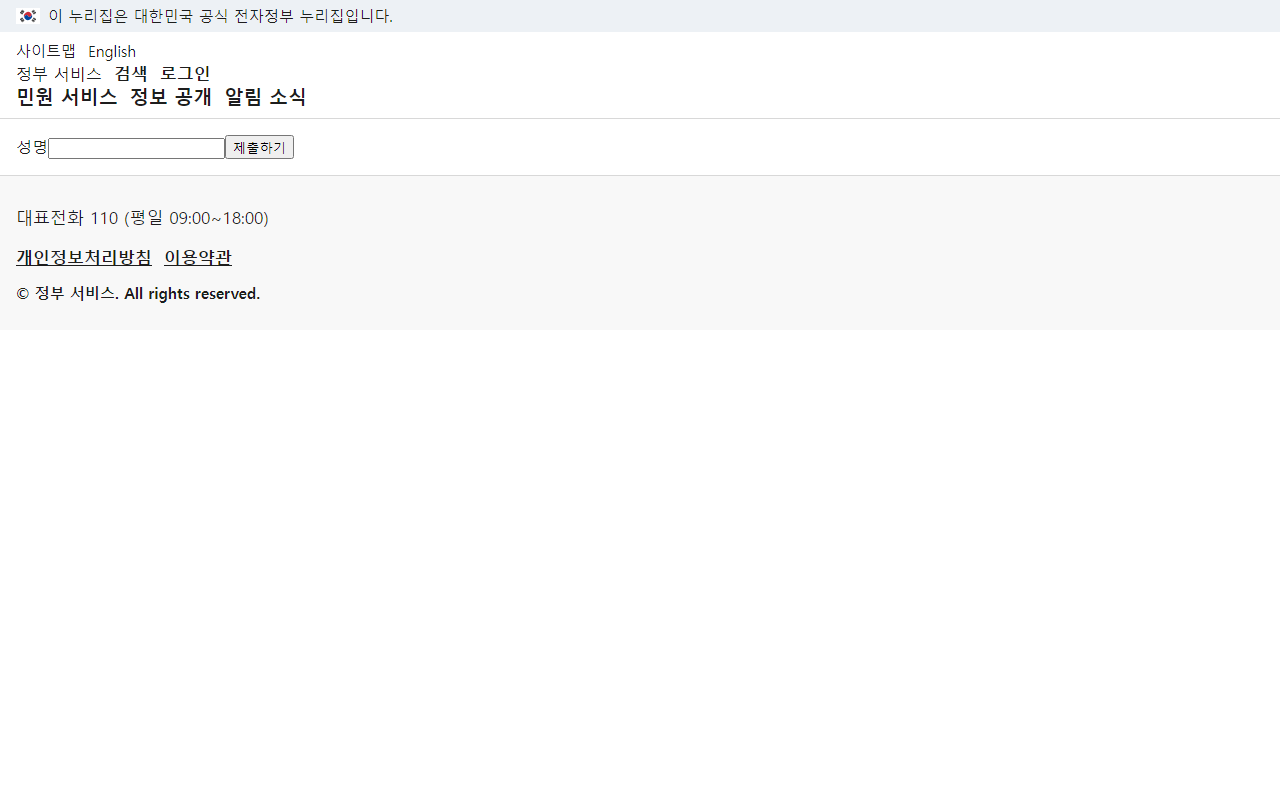 이 누리집은 대한민국 공식 전자정부 누리집입니다.
사이트맵 English
정부 서비스 검색 로그인
민원 서비스 정보 공개 알림 소식
성명 제출하기
대표전화 110 (평일 09:00~18:00)
개인정보처리방침 이용약관
© 정부 서비스. All rights reserved.